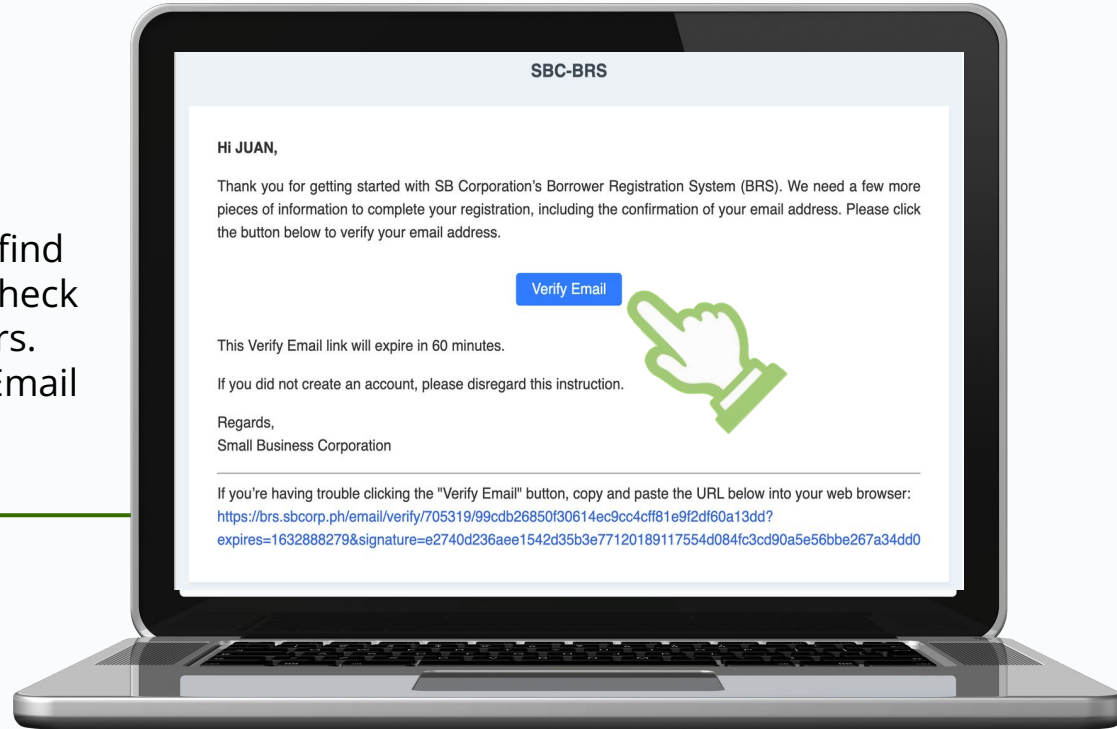 find
heck
rs.
Email
SBC-BRS
Hi JUAN,
Thank you for getting started with SB Corporation's Borrower Registration System (BRS). We need a few more
pieces of information to complete your registration, including the confirmation of your email address. Please click
the button below to verify your email address.
Verify Email
This Verify Email link will expire in 60 minutes.
If you did not create an account, please disregard this instruction.
Regards,
Small Business Corporation
If you're having trouble clicking the "Verify Email" button, copy and paste the URL below into your web browser:
https://brs.sbcorp.ph/email/verify/705319/99cdb26850f30614ec9cc4cff81e9f2df60a13dd?
expires=1632888279&signature=e2740d236aee1542d35b3e77120189117554d084fc3cd90a5e56bbe267a34dd0